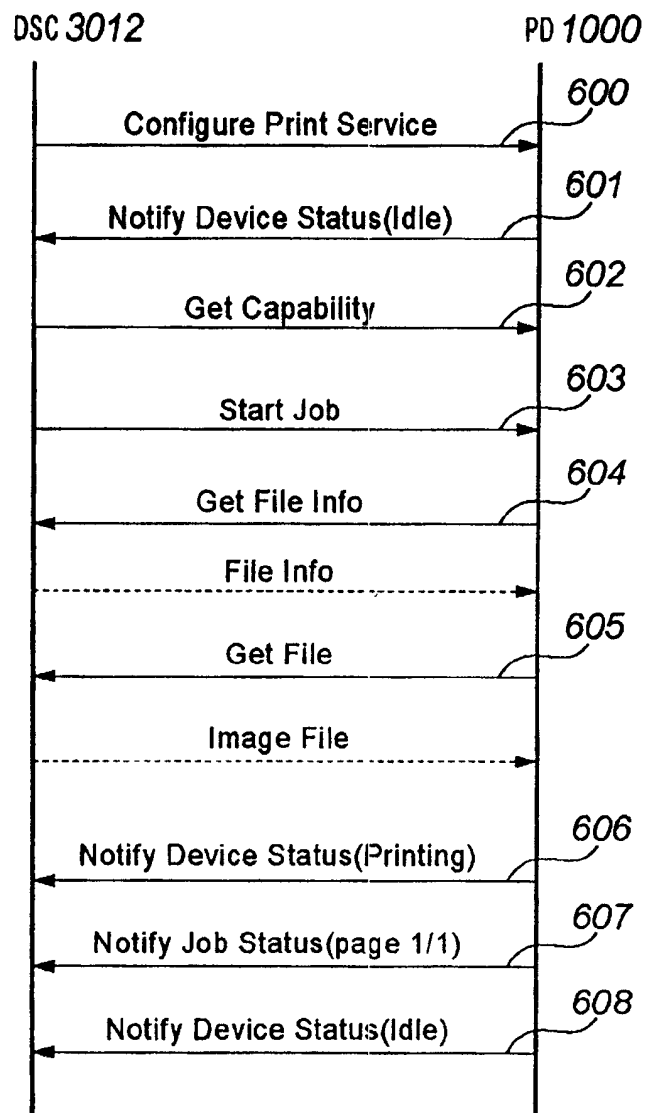 DSC 3012 PD 1000
600
Configure Print Service
601
Notify Device Status(Idle)
602
Get Capability
603
Start Job
604
Get File Info
File Info
605
Get File
Image File
606
Notify Device Status(Printing)
607
Notify Job Status(page 1/1)
608
Notify Device Status(Idle)